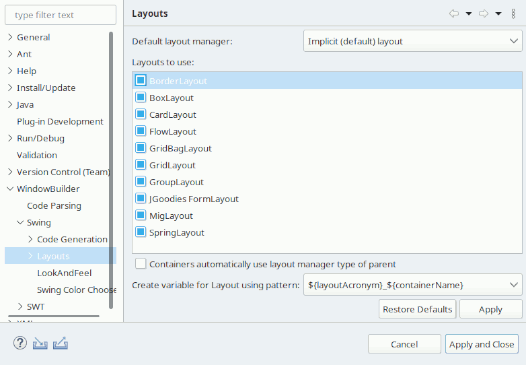 type filter text
General
Ant
Help
Install/Update
Java
Plug-in Development
Run/Debug
Validation
Version Control (Team)
WindowBuilder
Code Parsing
Swing
Code Generation
Layouts
LookAndFeel
Swing Color Choose
SWT
Layouts
Default layout manager:
Implicit (default) layout
Layouts to use:
BorderLayout
BoxLayout
CardLayout
FlowLayout
GridBagLayout
GridLayout
GroupLayout
JGoodies FormLayout
MigLayout
SpringLayout
Containers automatically use layout manager type of parent
Create variable for Layout using pattern:
${layoutAcronym}_${containerName}
Restore Defaults
Apply
Cancel
Apply and Close